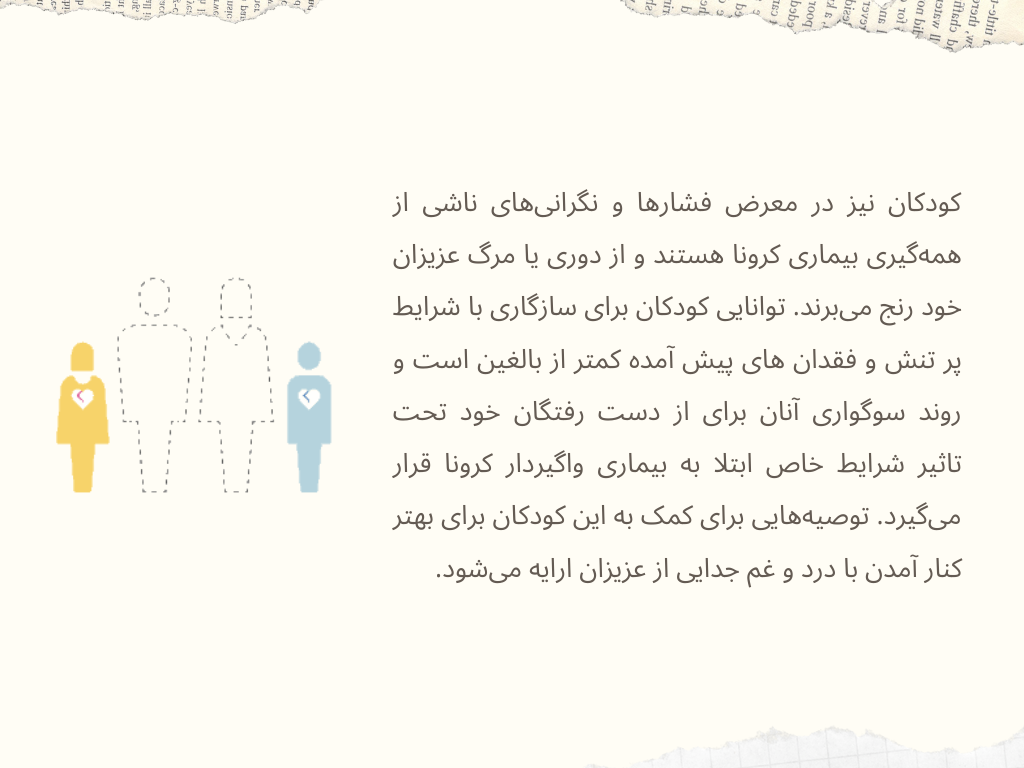 کودکان نیز در معرض فشارها و نگرانی‌های ناشی از
همه‌گیری بیماری کرونا هستند و از دوری یا مرگ عزیزان
خود رنج می‌برند. توانایی کودکان برای سازگاری با شرایط
پر تنش و فقدان های پیش آمده کمتر از بالغین است و
روند سوگواری آنان برای از دست رفتگان خود تحت
تاثیر شرایط خاص ابتلا به بیماری واگیردار کرونا قرار
می‌گیرد. توصیه‌هایی برای کمک به این کودکان برای بهتر
کنار آمدن با درد و غم جدایی از عزیزان ارایه می‌شود.